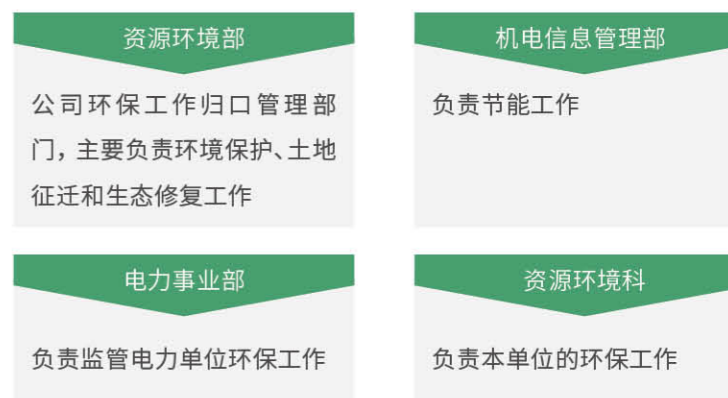 资源环境部
公司环保工作归口管理部
门，主要负责环境保护、土地
征迁和生态修复工作
机电信息管理部
负责节能工作
电力事业部
负责监管电力单位环保工作
资源环境科
负责本单位的环保工作